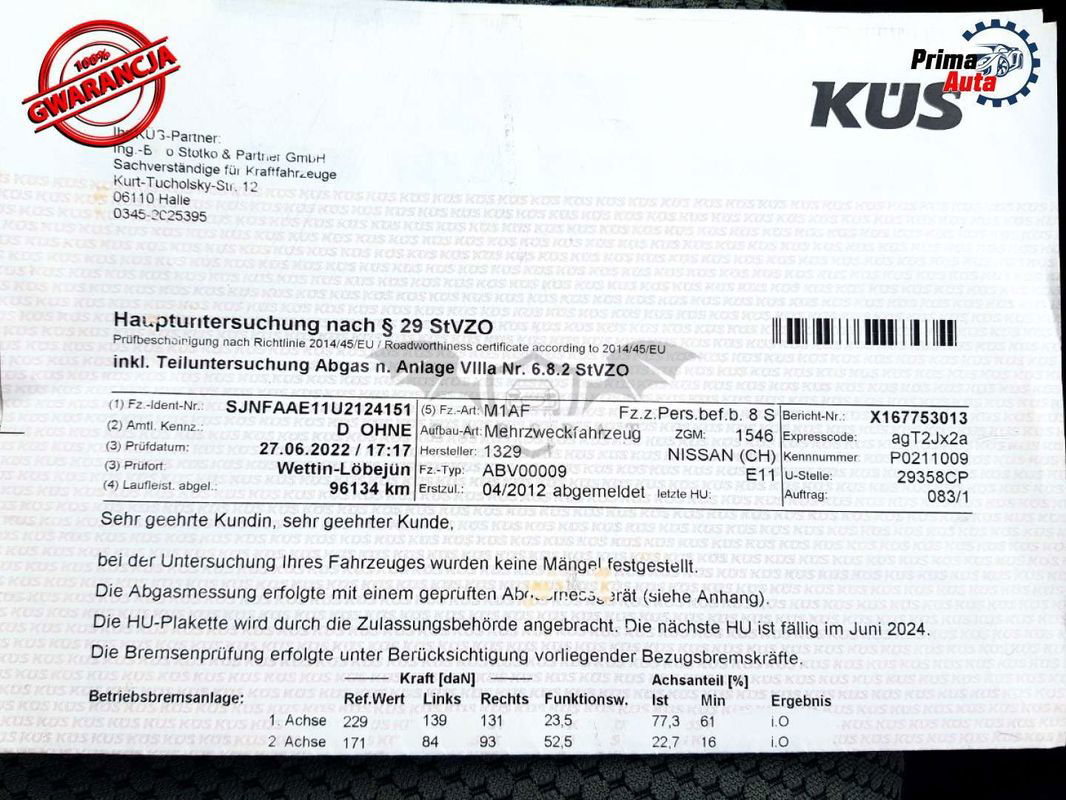 100%
GWARANCJA
Prima
Auta
KÜS
Ihr KÜS-Partner:
Stotko & Partner GmbH
Sachverständige für Kraftfahrzeuge
Kurt-Tucholsky-Str. 12
06110 Halle
0345-2025395
Hauptuntersuchung nach § 29 StVZO
Prüfbescheinigung nach Richtlinie 2014/45/EU / Roadworthiness certificate according to 2014/45/EU
inkl. Teiluntersuchung Abgas n. Anlage VIIIa Nr. 6.8.2 StVZO
(1) Fz.-Ident-Nr.: SJNFAAE11U2124151 (5) Fz.-Art: M1AF Fz.z.Pers.bef.b. 8 S Bericht-Nr.: X167753013
(2) Amtl. Kennz.: D OHNE Aufbau-Art: Mehrzweckfahrzeug ZGM: 1546 Expresscode: agT2Jx2a
(3) Prüfdatum: 27.06.2022 / 17:17 Hersteller: 1329 NISSAN (CH) Kennnummer: P0211009
(3) Prüfort: Wettin-Löbejün Fz.-Typ: ABV00009 E11 U-Stelle: 29358CP
(4) Laufleist. abgel.: 96134 km Erstzul.: 04/2012 abgemeldet letzte HU: Auftrag: 083/1
Sehr geehrte Kundin, sehr geehrter Kunde,
bei der Untersuchung Ihres Fahrzeuges wurden keine Mängel festgestellt.
Die Abgasmessung erfolgte mit einem geprüften Abgasmessgerät (siehe Anhang).
Die HU-Plakette wird durch die Zulassungsbehörde angebracht. Die nächste HU ist fällig im Juni 2024.
Die Bremsenprüfung erfolgte unter Berücksichtigung vorliegender Bezugsbremskräfte.
Kraft [daN] Achsanteil [%]
Betriebsbremsanlage: Ref.Wert Links Rechts Funktionsw. Ist Min Ergebnis
1. Achse 229 139 131 23,5 77,3 61 i.O
2 Achse 171 84 93 52,5 22,7 16 i.O